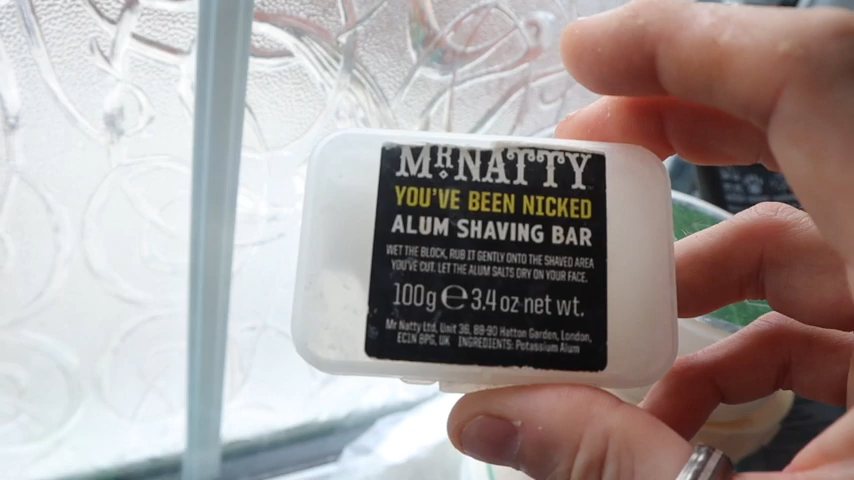 MR NATTY
YOU'VE BEEN NICKED
ALUM SHAVING BAR
WET THE BLOCK, RUB IT GENTLY ONTO THE SHAVED AREA
YOU'VE CUT. LET THE ALUM SALTS DRY ON YOUR FACE.
100g ℮ 3.4 oz net wt.
Mr Natty Ltd, Unit 36, 88-90 Hatton Garden, London,
EC1N 8PG, UK INGREDIENTS: Potassium Alum